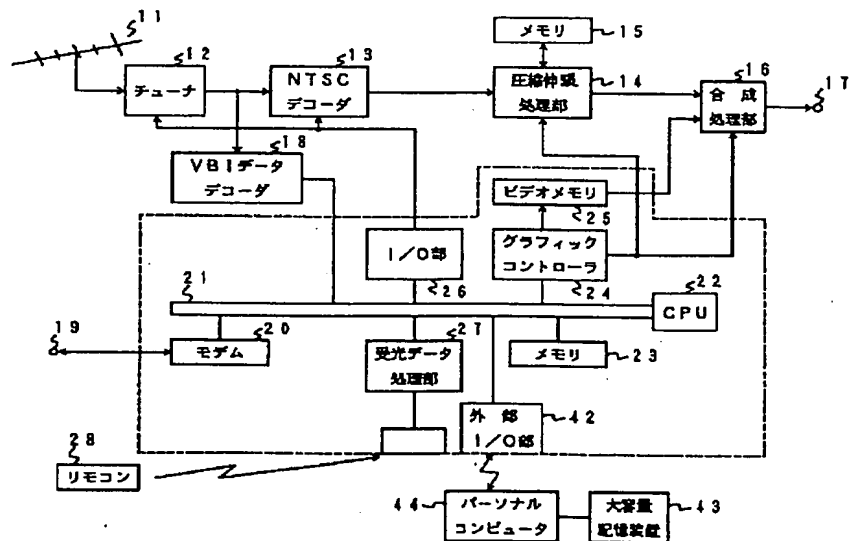 11
12
チューナ
13
NTSC
デコーダ
メモリ
15
圧縮伸張
処理部
14
16
合成
処理部
17
18
VBIデータ
デコーダ
ビデオメモリ
25
I/O部
26
グラフィック
コントローラ
24
21
22
CPU
19
20
モデム
27
受光データ
処理部
メモリ
23
外部
I/O部
42
28
リモコン
44
パーソナル
コンピュータ
大容量
記憶装置
43